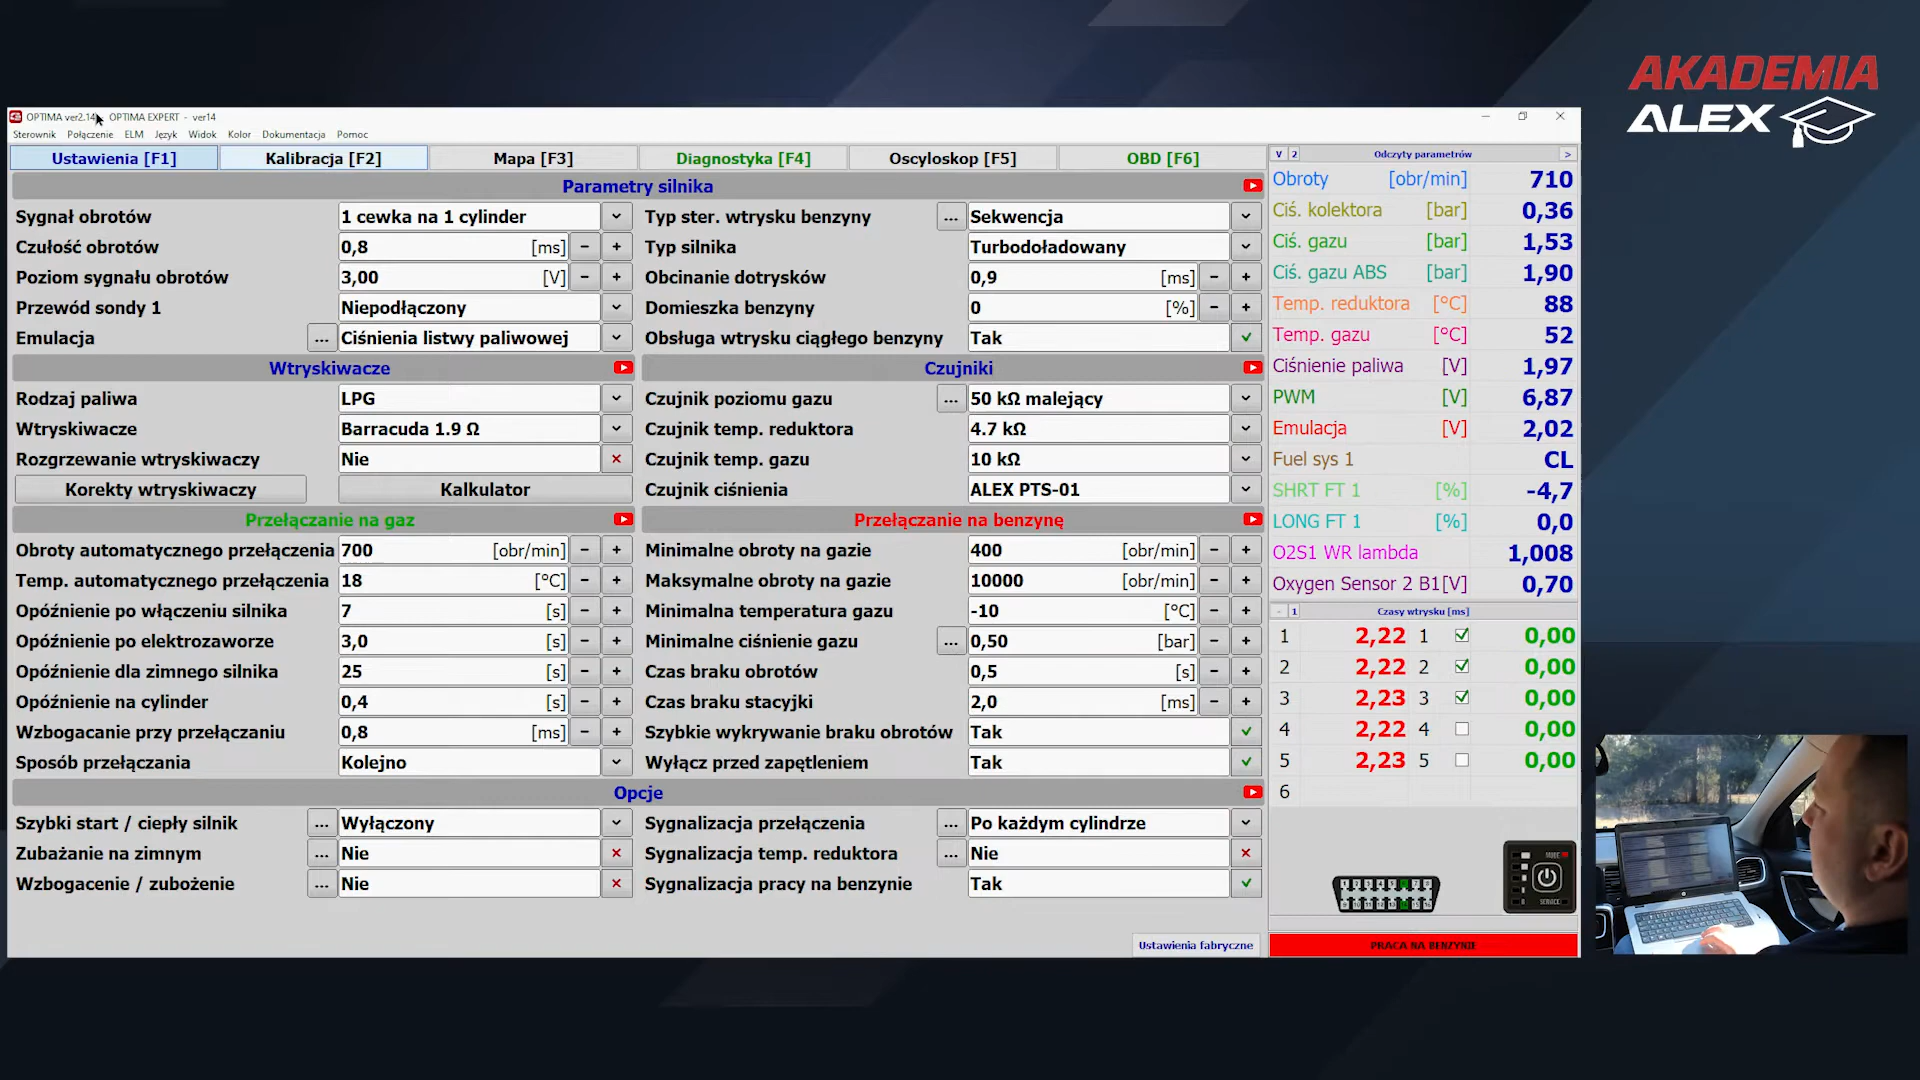 AKADEMIA
ALEX
OPTIMA ver2.14 OPTIMA EXPERT - ver14
Sterownik Połączenie ELM Język Widok Kolor Dokumentacja Pomoc
Ustawienia [F1] Kalibracja [F2] Mapa [F3] Diagnostyka [F4] Oscyloskop [F5] OBD [F6]
Parametry silnika
Sygnał obrotów 1 cewka na 1 cylinder
Czułość obrotów 0,8 [ms] - +
Poziom sygnału obrotów 3,00 [V] - +
Przewód sondy 1 Niepodłączony
Emulacja ... Ciśnienia listwy paliwowej
Typ ster. wtrysku benzyny ... Sekwencja
Typ silnika Turbodoładowany
Obcinanie dotrysków 0,9 [ms] - +
Domieszka benzyny 0 [%] - +
Obsługa wtrysku ciągłego benzyny Tak
Wtryskiwacze
Rodzaj paliwa LPG
Wtryskiwacze Barracuda 1.9 Ω
Rozgrzewanie wtryskiwaczy Nie
Korekty wtryskiwaczy Kalkulator
Czujniki
Czujnik poziomu gazu ... 50 kΩ malejący
Czujnik temp. reduktora 4.7 kΩ
Czujnik temp. gazu 10 kΩ
Czujnik ciśnienia ALEX PTS-01
Przełączanie na gaz
Obroty automatycznego przełączenia 700 [obr/min] - +
Temp. automatycznego przełączenia 18 [°C] - +
Opóźnienie po włączeniu silnika 7 [s] - +
Opóźnienie po elektrozaworze 3,0 [s] - +
Opóźnienie dla zimnego silnika 25 [s] - +
Opóźnienie na cylinder 0,4 [s] - +
Wzbogacanie przy przełączaniu 0,8 [ms] - +
Sposób przełączania Kolejno
Przełączanie na benzynę
Minimalne obroty na gazie 400 [obr/min] - +
Maksymalne obroty na gazie 10000 [obr/min] - +
Minimalna temperatura gazu -10 [°C] - +
Minimalne ciśnienie gazu ... 0,50 [bar] - +
Czas braku obrotów 0,5 [s] - +
Czas braku stacyjki 2,0 [ms] - +
Szybkie wykrywanie braku obrotów Tak
Wyłącz przed zapętleniem Tak
Opcje
Szybki start / ciepły silnik ... Wyłączony
Zubażanie na zimnym ... Nie
Wzbogacenie / zubożenie ... Nie
Sygnalizacja przełączenia ... Po każdym cylindrze
Sygnalizacja temp. reduktora ... Nie
Sygnalizacja pracy na benzynie Tak
Ustawienia fabryczne
V 2 Odczyty parametrów >
Obroty [obr/min] 710
Ciś. kolektora [bar] 0,36
Ciś. gazu [bar] 1,53
Ciś. gazu ABS [bar] 1,90
Temp. reduktora [°C] 88
Temp. gazu [°C] 52
Ciśnienie paliwa [V] 1,97
PWM [V] 6,87
Emulacja [V] 2,02
Fuel sys 1 CL
SHRT FT 1 [%] -4,7
LONG FT 1 [%] 0,0
O2S1 WR lambda 1,008
Oxygen Sensor 2 B1[V] 0,70
- 1 Czasy wtrysku [ms]
1 2,22 1 0,00
2 2,22 2 0,00
3 2,23 3 0,00
4 2,22 4 0,00
5 2,23 5 0,00
6
MODE
SERVICE
PRACA NA BENZYNIE